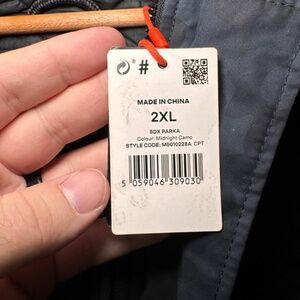 #
MADE IN CHINA
2XL
SDX PARKA
Colour: Midnight Camo
STYLE CODE: M5010228A CPT
5 059046 309030